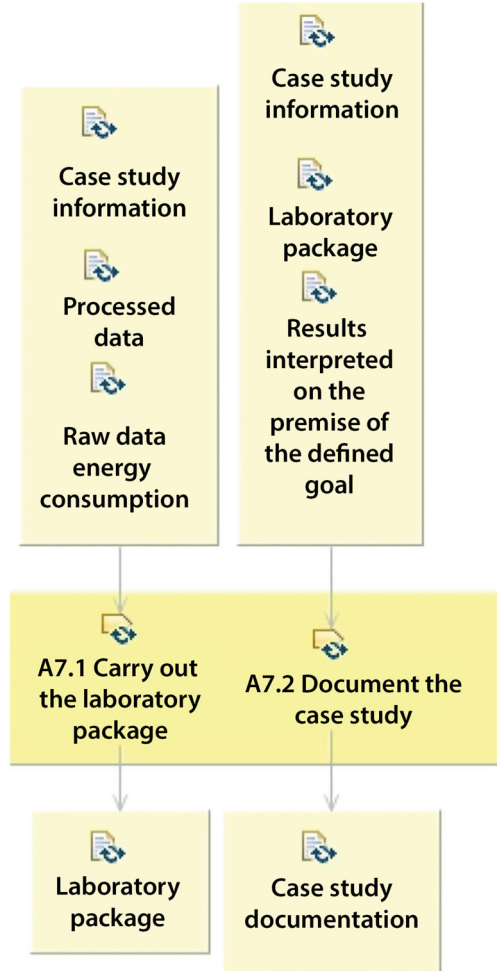 Case study
information
Processed
data
Raw data
energy
consumption
Case study
information
Laboratory
package
Results
interpreted
on the
premise of
the defined
goal
A7.1 Carry out
the laboratory
package
A7.2 Document the
case study
Laboratory
package
Case study
documentation